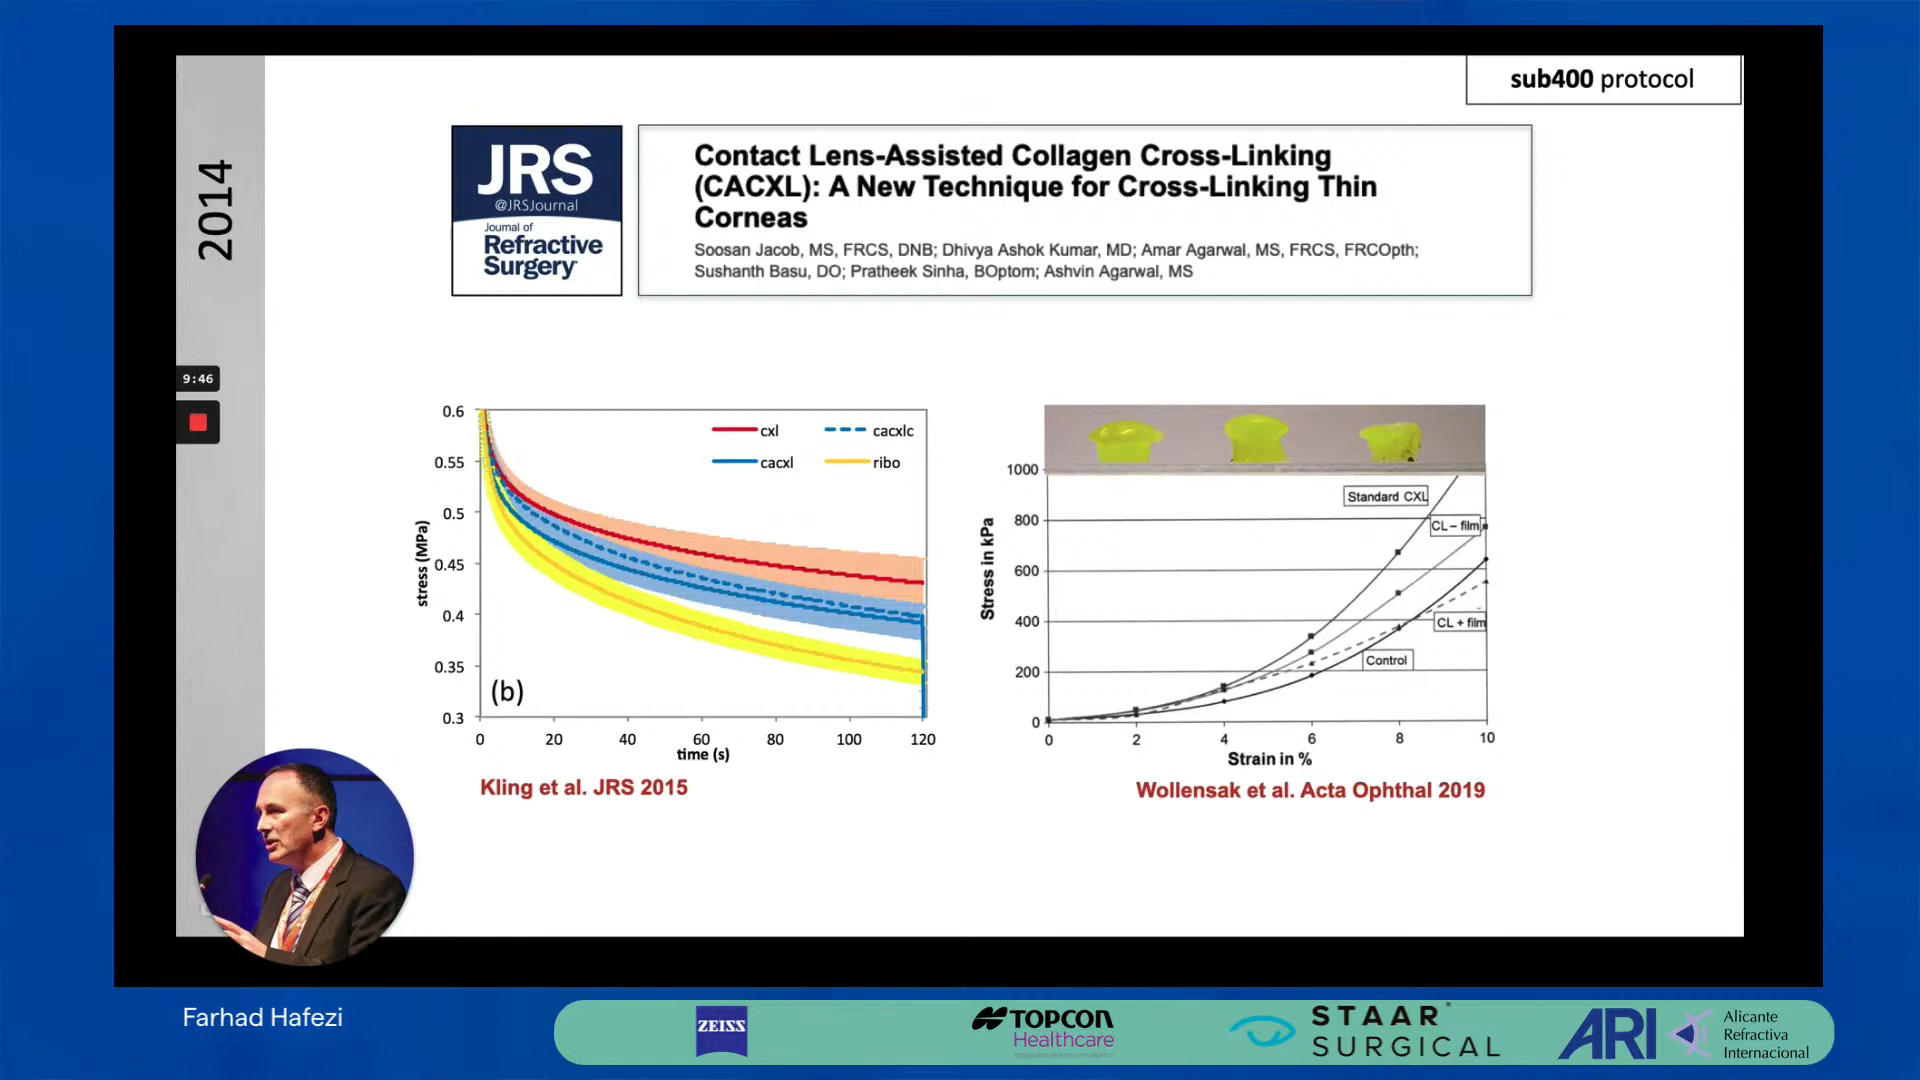 sub400 protocol
2014
JRS
@JRSJournal
Journal of
Refractive
Surgery
Contact Lens-Assisted Collagen Cross-Linking
(CACXL): A New Technique for Cross-Linking Thin
Corneas
Soosan Jacob, MS, FRCS, DNB; Dhivya Ashok Kumar, MD; Amar Agarwal, MS, FRCS, FRCOpth;
Sushanth Basu, DO; Pratheek Sinha, BOptom; Ashvin Agarwal, MS
9:46
0.6
0.55
0.5
0.45
0.4
0.35
0.3
stress (MPa)
cxl
cacxlc
cacxl
ribo
(b)
0 20 40 60 80 100 120
time (s)
Kling et al. JRS 2015
1000
800
600
400
200
0
Stress in kPa
Standard CXL
CL – film
CL + film
Control
0 2 4 6 8 10
Strain in %
Wollensak et al. Acta Ophthal 2019
Farhad Hafezi
ZEISS
TOPCON
Healthcare
STAAR
SURGICAL
ARI
Alicante
Refractiva
Internacional